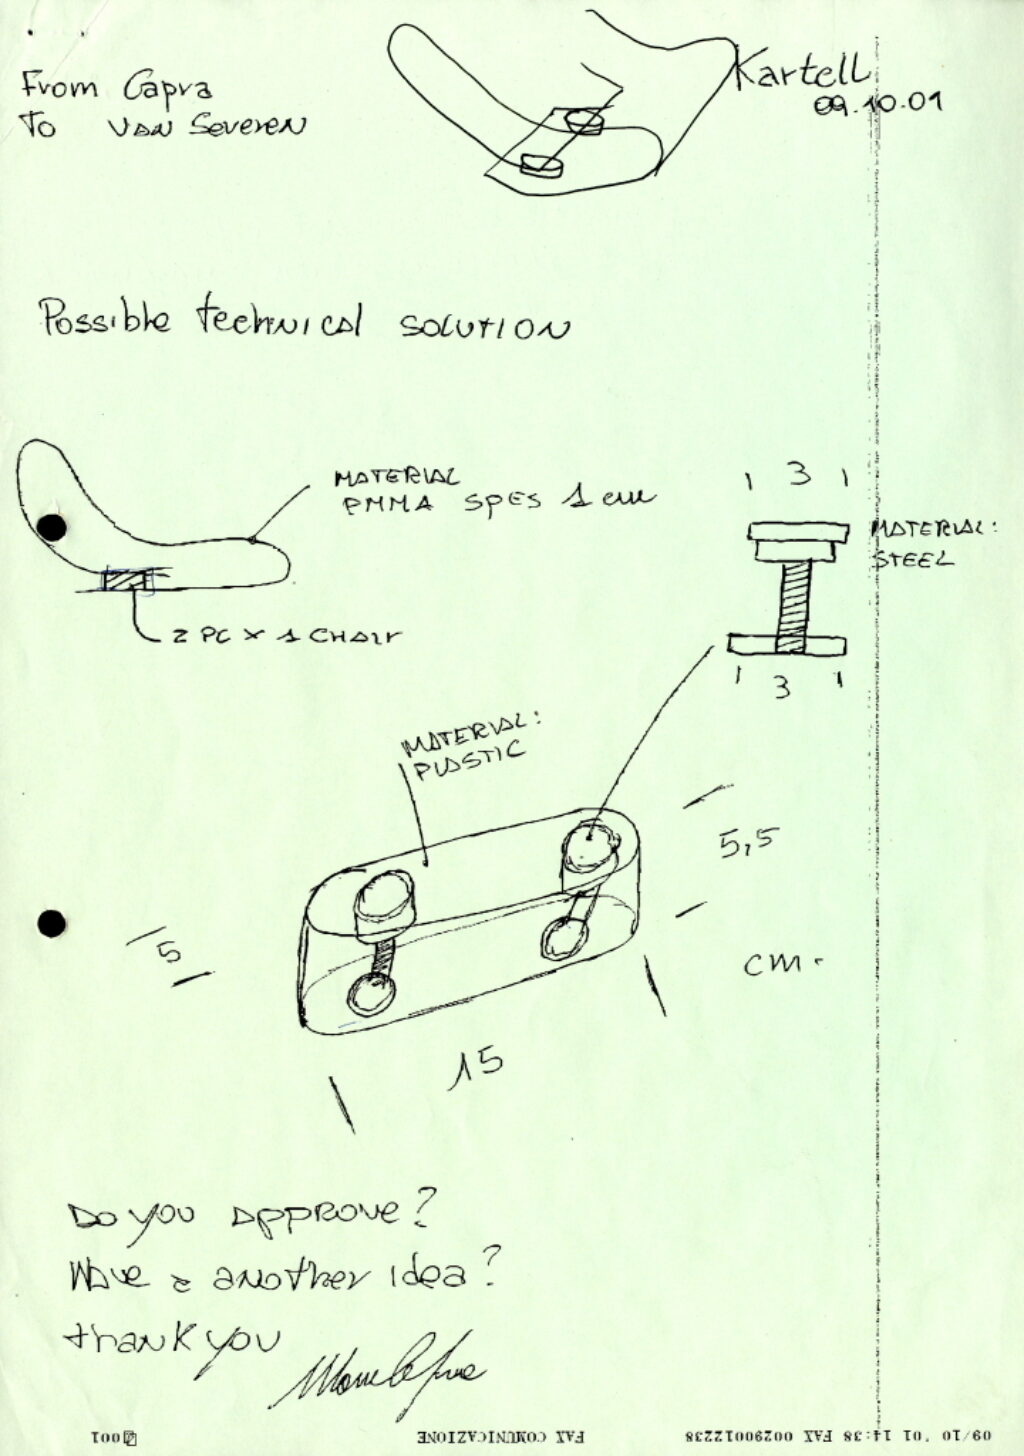 From Capra
To Van Severen
Kartell
09.10.01
Possible technical solution
MATERIAL
PMMA SPES 1 cm
2 PC x 1 CHAIR
1 3 1
MATERIAL:
STEEL
1 3 1
MATERIAL:
PLASTIC
5,5
5
cm.
15
Do you approve?
Have a another idea?
thank you
09/10 '01 14:38 FAX 00290012238
FAX COMUNICAZIONE
001